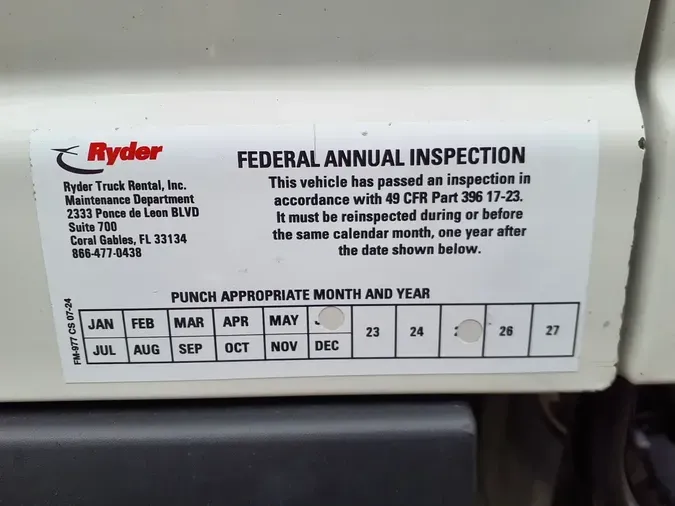 Ryder
Ryder Truck Rental, Inc.
Maintenance Department
2333 Ponce de Leon BLVD
Suite 700
Coral Gables, FL 33134
866-477-0438
FEDERAL ANNUAL INSPECTION
This vehicle has passed an inspection in
accordance with 49 CFR Part 396 17-23.
It must be reinspected during or before
the same calendar month, one year after
the date shown below.
PUNCH APPROPRIATE MONTH AND YEAR
FM-977 CS 07-24
JAN FEB MAR APR MAY 23 24 26 27
JUL AUG SEP OCT NOV DEC